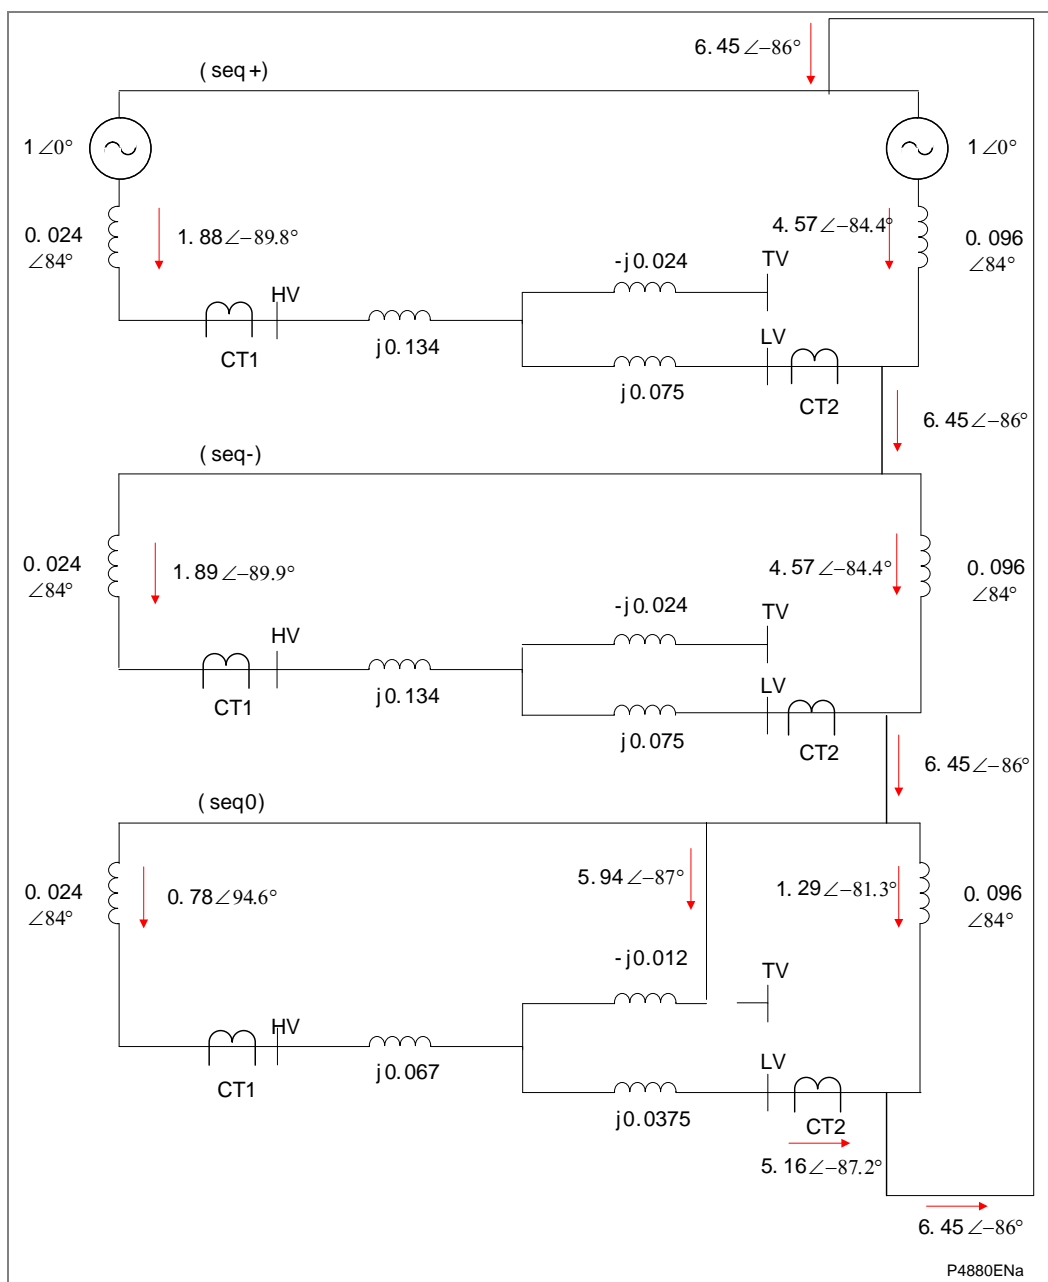 6.45∠−86°
(seq+)
1∠0°
1∠0°
0.024
∠84°
1.88∠−89.8°
4.57∠−84.4°
0.096
∠84°
-j0.024
TV
HV
CT1
j0.134
LV
j0.075
CT2
6.45∠−86°
(seq-)
0.024
∠84°
1.89∠−89.9°
4.57∠−84.4°
0.096
∠84°
-j0.024
TV
HV
CT1
j0.134
LV
j0.075
CT2
6.45∠−86°
(seq0)
0.024
∠84°
0.78∠94.6°
5.94∠−87°
1.29∠−81.3°
0.096
∠84°
-j0.012
TV
HV
CT1
j0.067
LV
j0.0375
CT2
5.16∠−87.2°
6.45∠−86°
P4880ENa